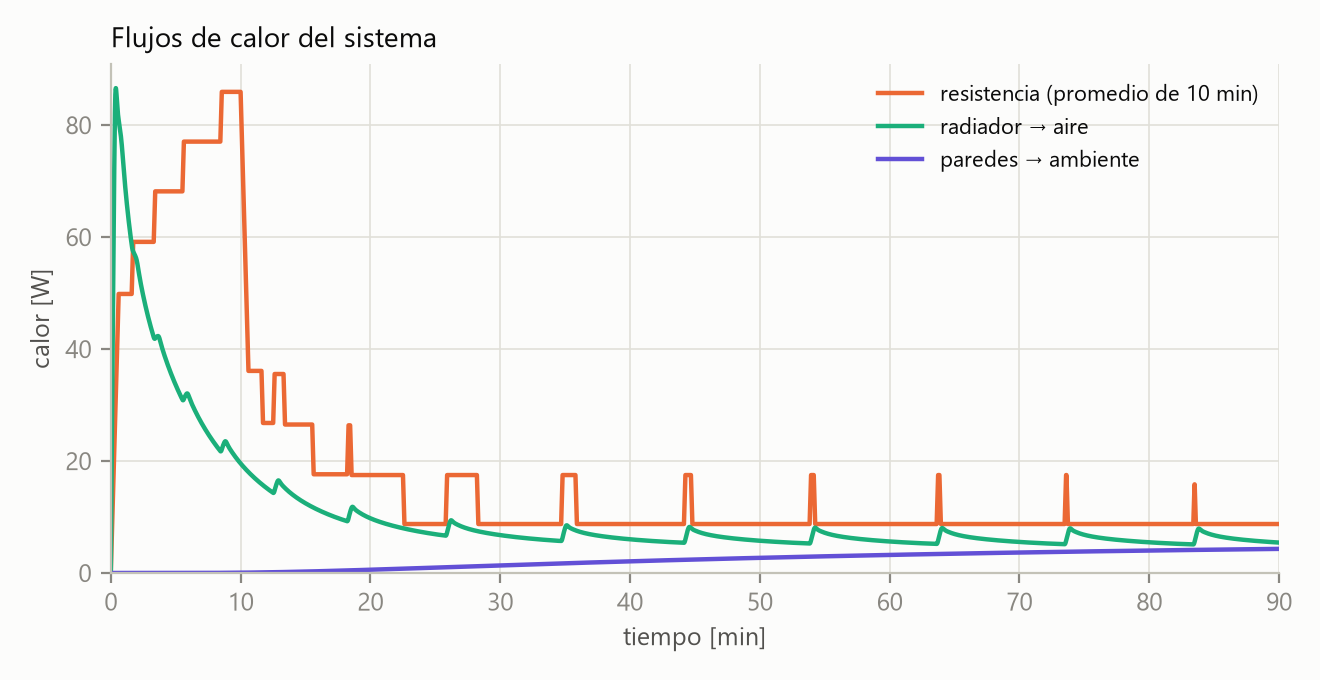 Flujos de calor del sistema
resistencia (promedio de 10 min)
radiador → aire
paredes → ambiente
calor [W]
80
60
40
20
0
0 10 20 30 40 50 60 70 80 90
tiempo [min]